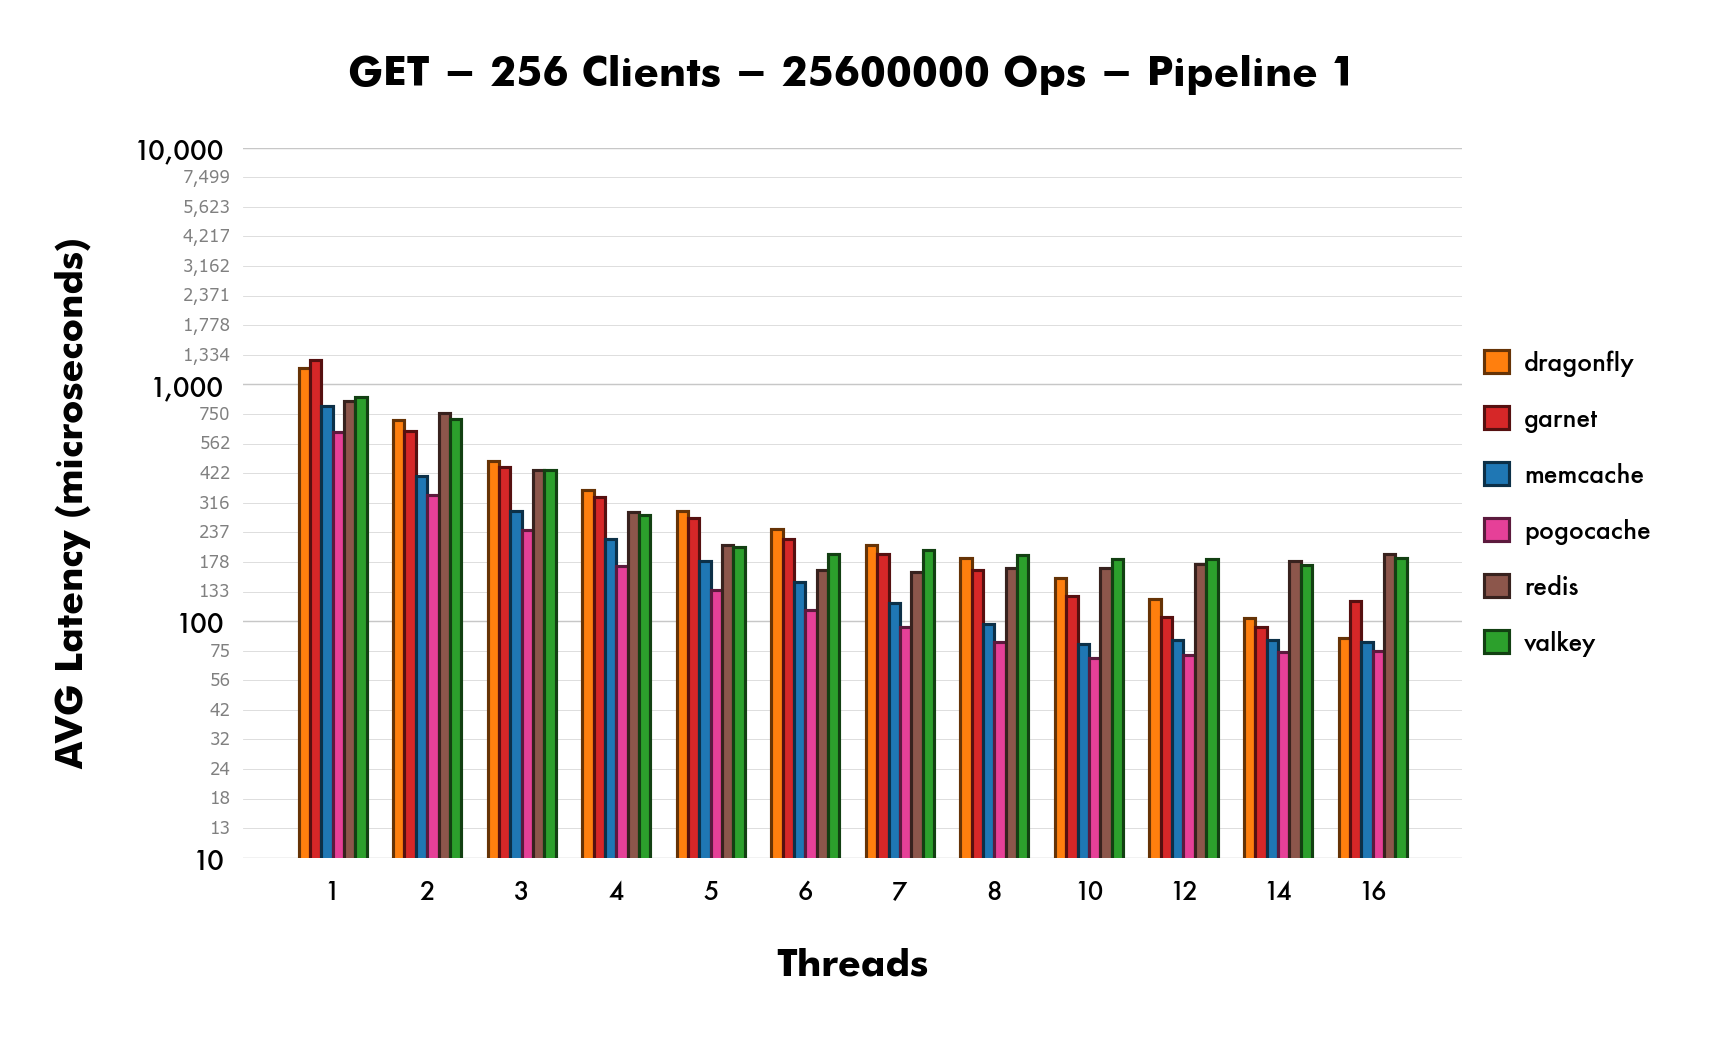 GET – 256 Clients – 25600000 Ops – Pipeline 1
AVG Latency (microseconds)
10,000
7,499
5,623
4,217
3,162
2,371
1,778
1,334
1,000
750
562
422
316
237
178
133
100
75
56
42
32
24
18
13
10
1 2 3 4 5 6 7 8 10 12 14 16
Threads
dragonfly
garnet
memcache
pogocache
redis
valkey